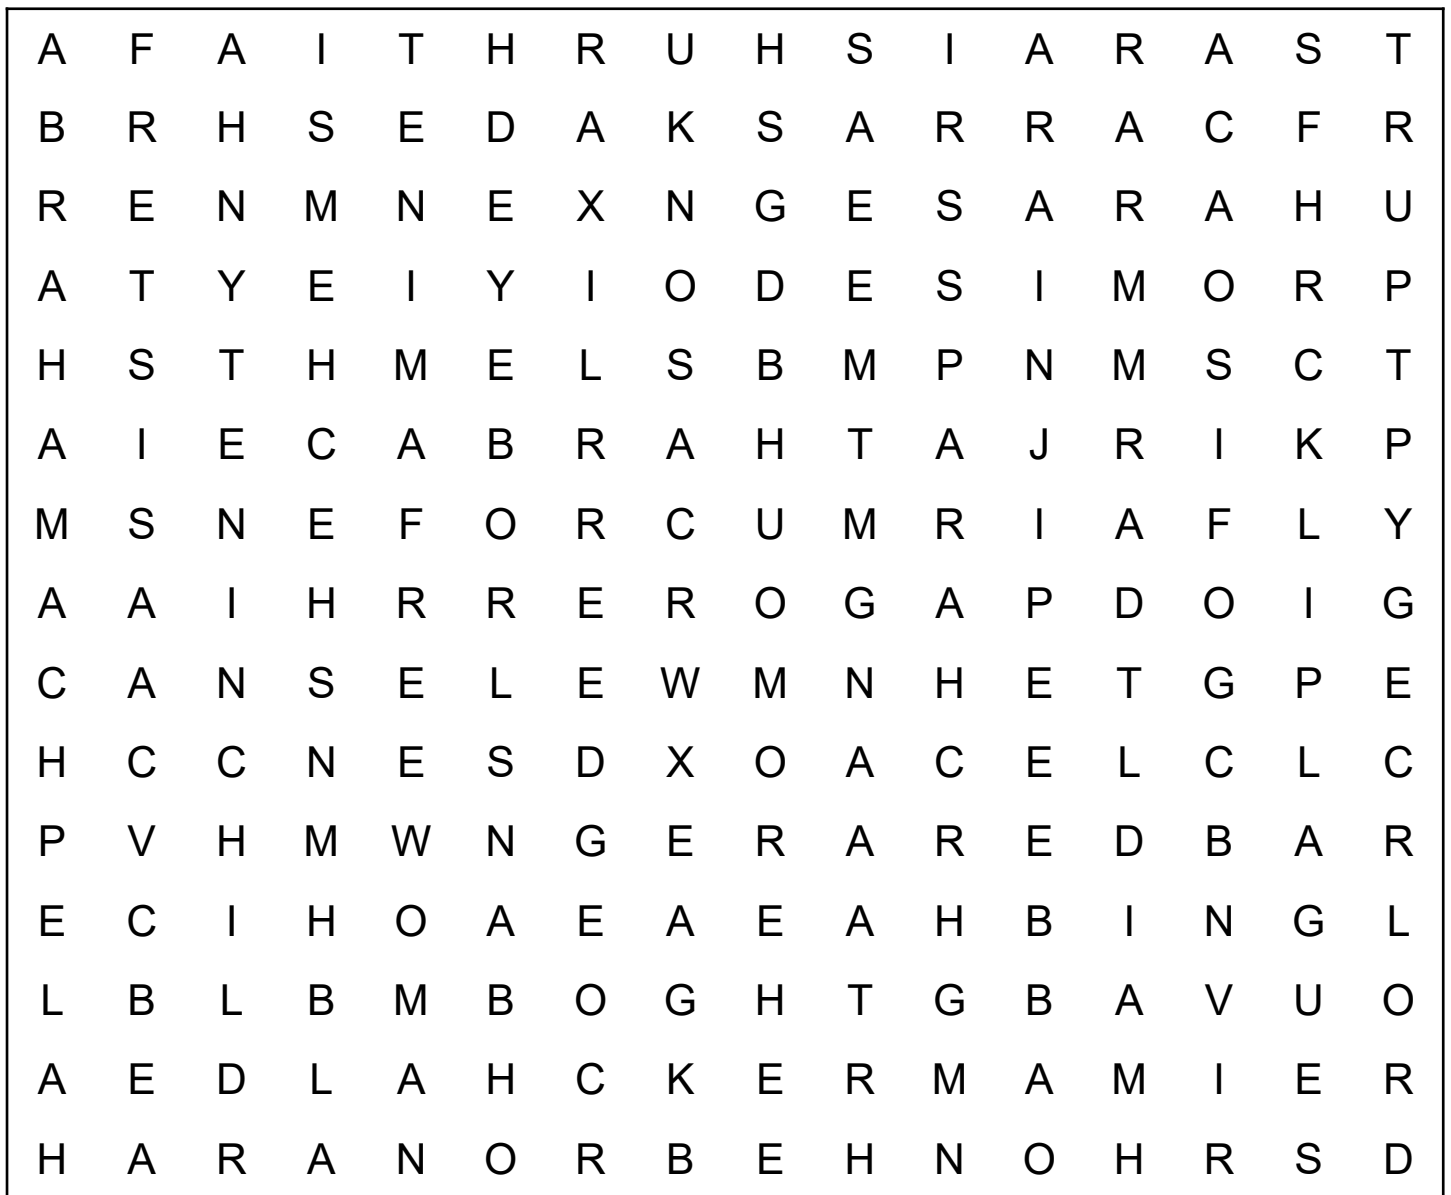 A F A I T H R U H S I A R A S T
B R H S E D A K S A R R A C F R
R E N M N E X N G E S A R A H U
A T Y E I Y I O D E S I M O R P
H S T H M E L S B M P N M S C T
A I E C A B R A H T A J R I K P
M S N E F O R C U M R I A F L Y
A A I H R R E R O G A P D O I G
C A N S E L E W M N H E T G P E
H C C N E S D X O A C E L C L C
P V H M W N G E R A R E D B A R
E C I H O A E A E A H B I N G L
L B L B M B O G H T G B A V U O
A E D L A H C K E R M A M I E R
H A R A N O R B E H N O H R S D